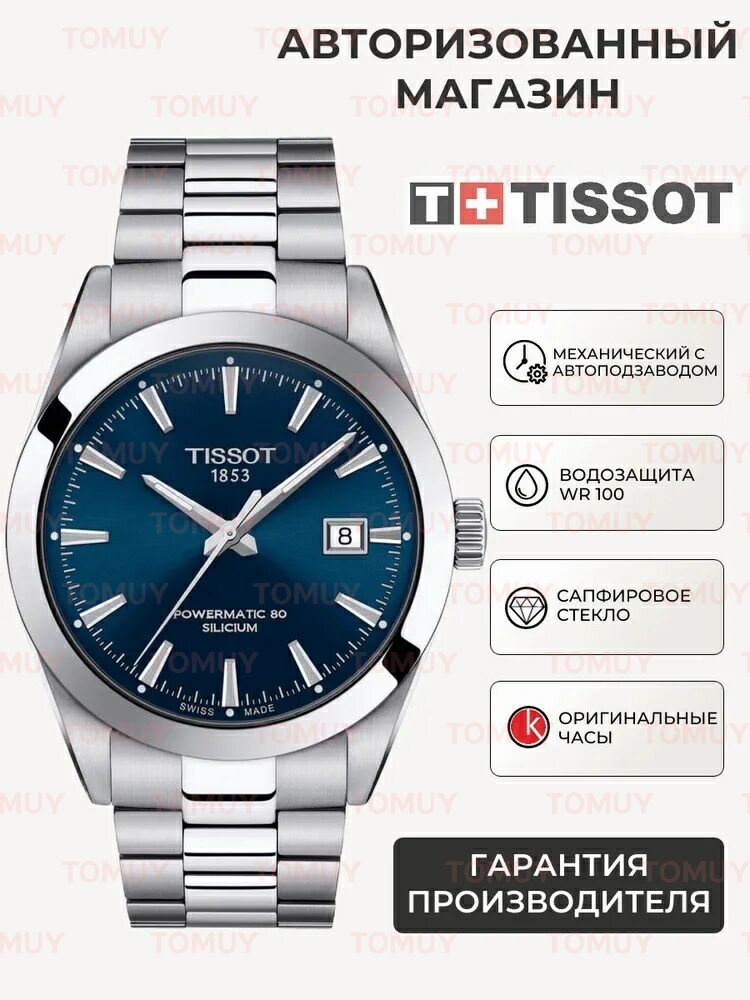 АВТОРИЗОВАННЫЙ
МАГАЗИН
T+TISSOT
МЕХАНИЧЕСКИЙ С
АВТОПОДЗАВОДОМ
ВОДОЗАЩИТА
WR 100
САПФИРОВОЕ
СТЕКЛО
k ОРИГИНАЛЬНЫЕ
ЧАСЫ
ГАРАНТИЯ
ПРОИЗВОДИТЕЛЯ
TISSOT
1853
8
POWERMATIC 80
SILICIUM
SWISS MADE
TOMUY